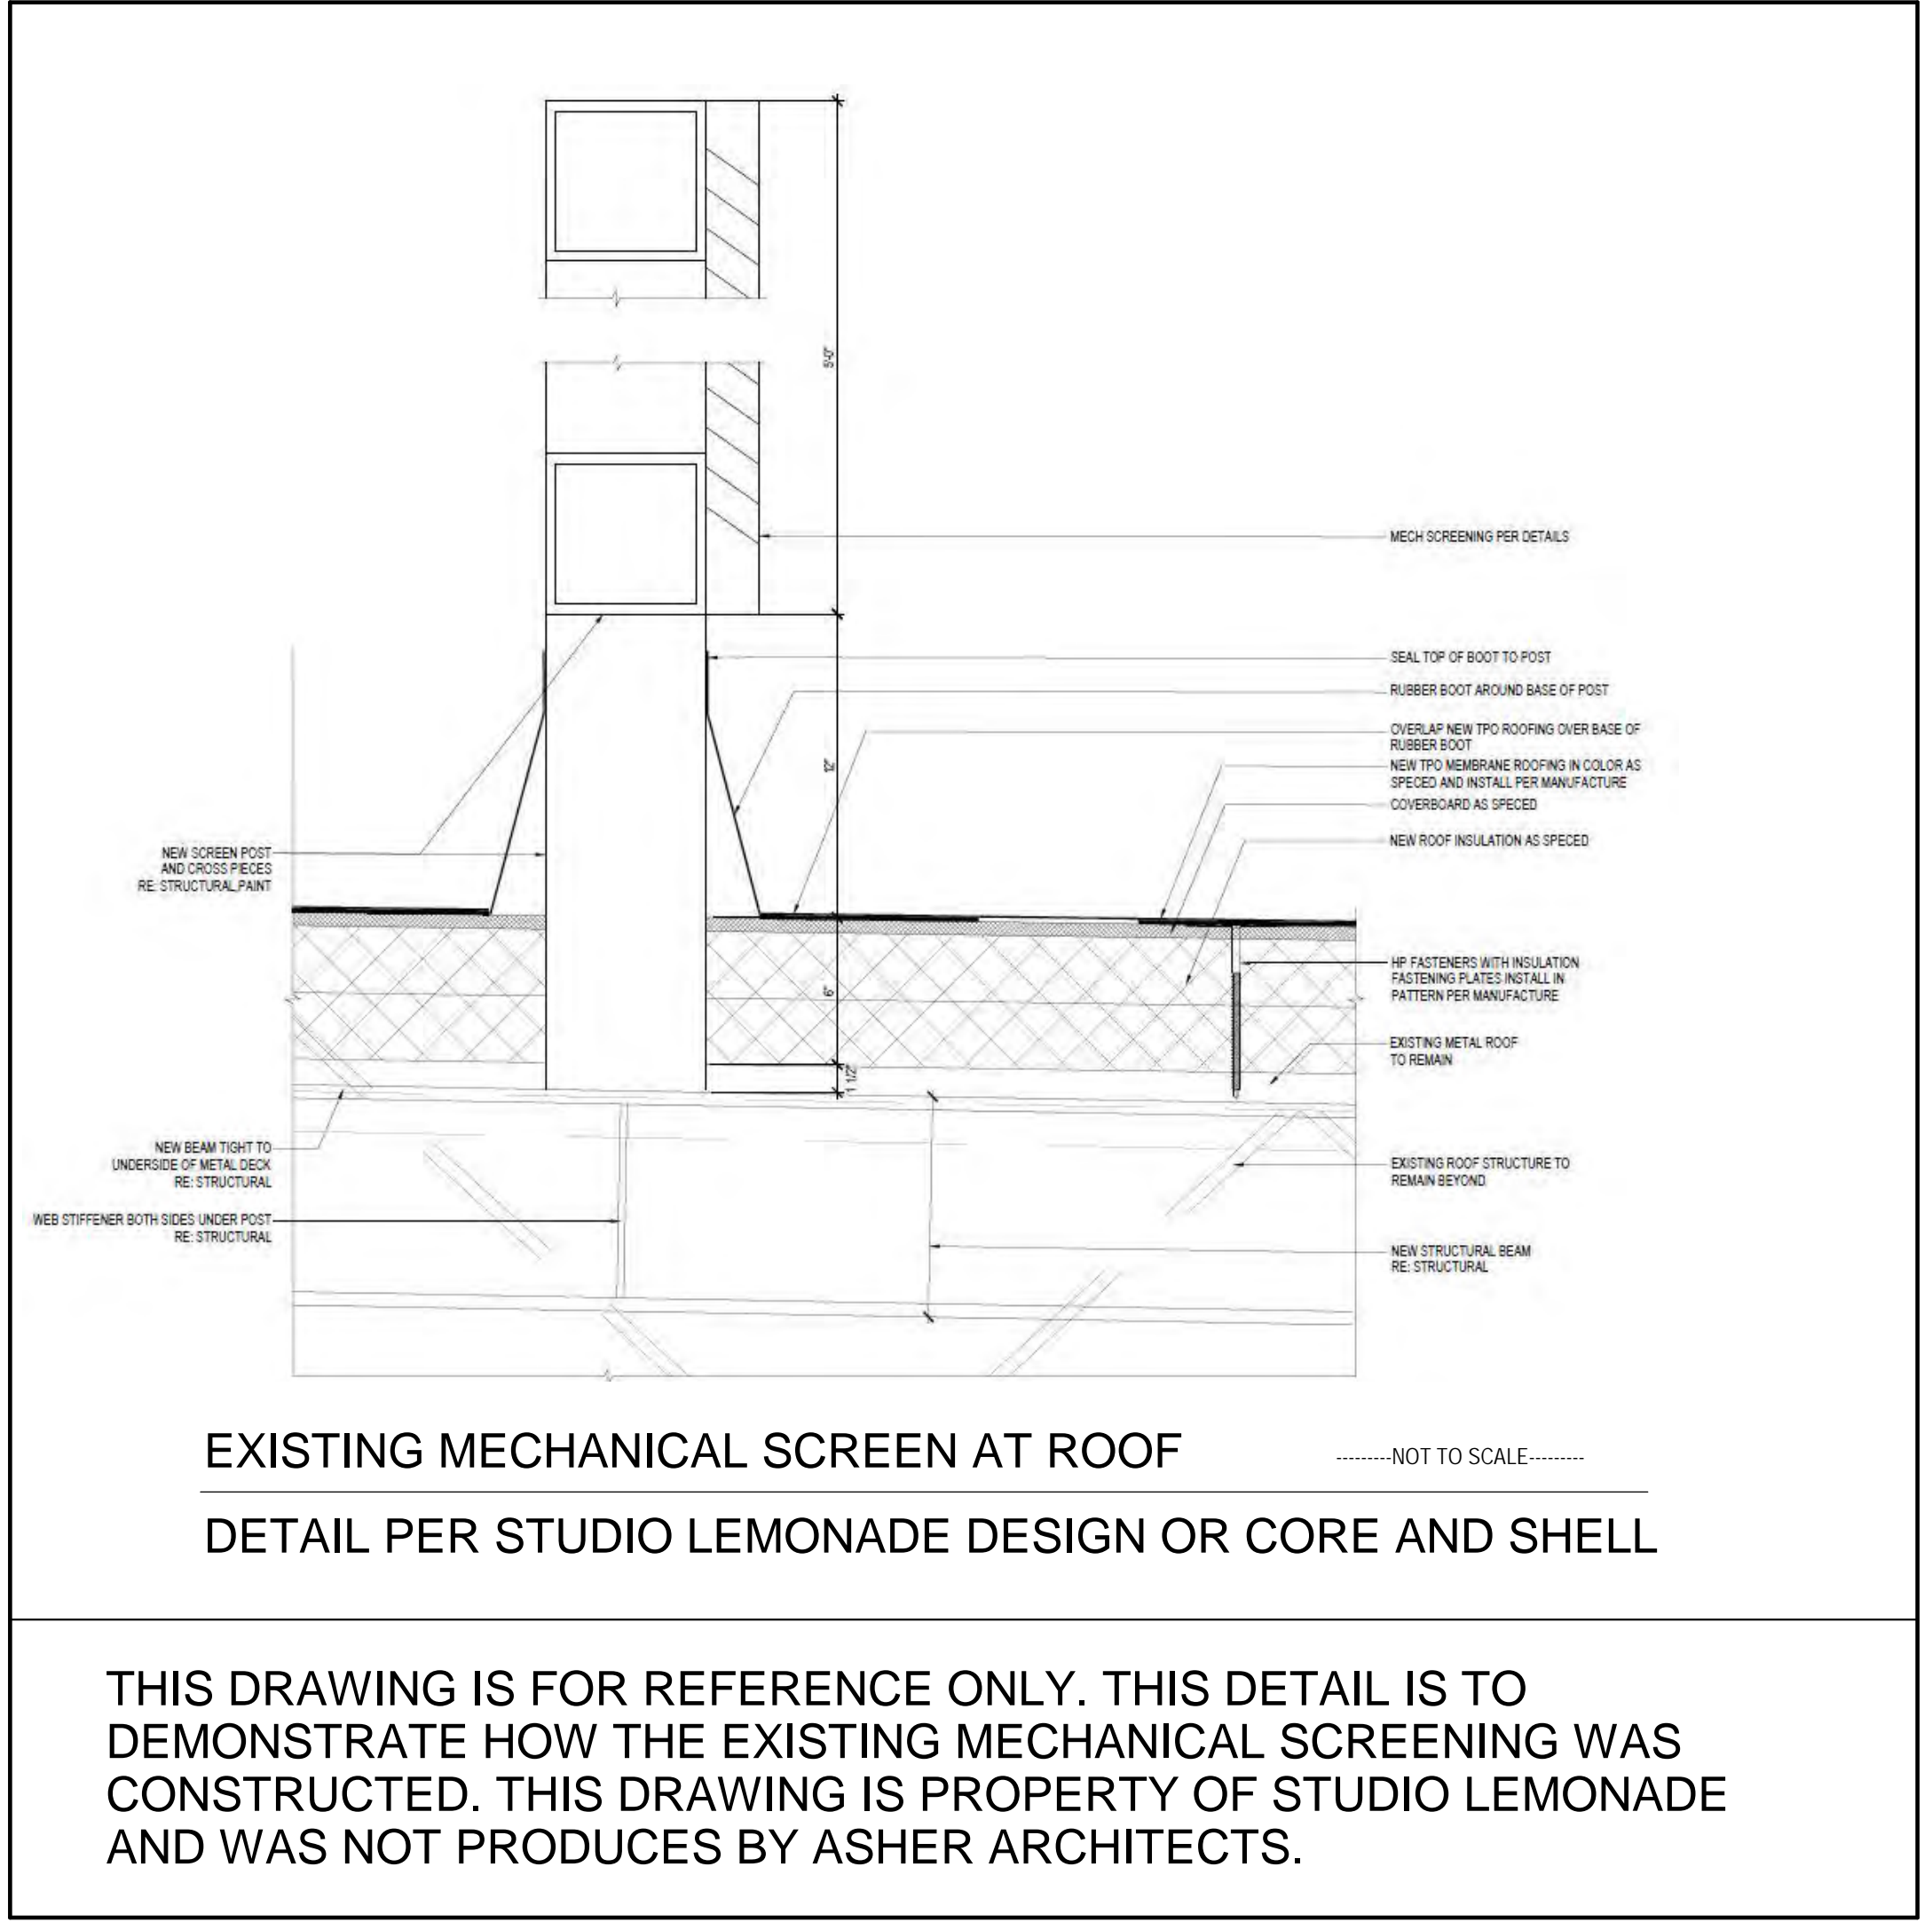 5'-0"
MECH SCREENING PER DETAILS
SEAL TOP OF BOOT TO POST
RUBBER BOOT AROUND BASE OF POST
OVERLAP NEW TPO ROOFING OVER BASE OF
RUBBER BOOT
NEW TPO MEMBRANE ROOFING IN COLOR AS
SPECED AND INSTALL PER MANUFACTURE
COVERBOARD AS SPECED
NEW ROOF INSULATION AS SPECED
12"
NEW SCREEN POST
AND CROSS PIECES
RE: STRUCTURAL,PAINT
HP FASTENERS WITH INSULATION
FASTENING PLATES INSTALL IN
PATTERN PER MANUFACTURE
6"
EXISTING METAL ROOF
TO REMAIN
1 1/2"
NEW BEAM TIGHT TO
UNDERSIDE OF METAL DECK
RE: STRUCTURAL
EXISTING ROOF STRUCTURE TO
REMAIN BEYOND
WEB STIFFENER BOTH SIDES UNDER POST
RE: STRUCTURAL
NEW STRUCTURAL BEAM
RE: STRUCTURAL
EXISTING MECHANICAL SCREEN AT ROOF
---------NOT TO SCALE---------
DETAIL PER STUDIO LEMONADE DESIGN OR CORE AND SHELL
THIS DRAWING IS FOR REFERENCE ONLY. THIS DETAIL IS TO
DEMONSTRATE HOW THE EXISTING MECHANICAL SCREENING WAS
CONSTRUCTED. THIS DRAWING IS PROPERTY OF STUDIO LEMONADE
AND WAS NOT PRODUCES BY ASHER ARCHITECTS.